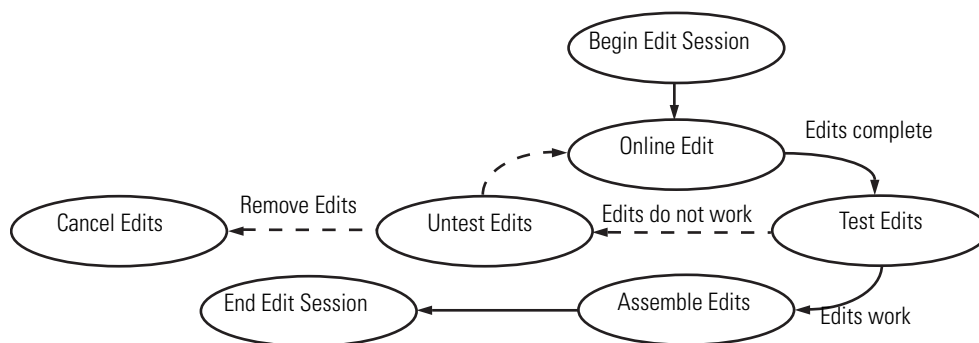 Begin Edit Session
Online Edit
Edits complete
Cancel Edits
Remove Edits
Untest Edits
Edits do not work
Test Edits
End Edit Session
Assemble Edits
Edits work